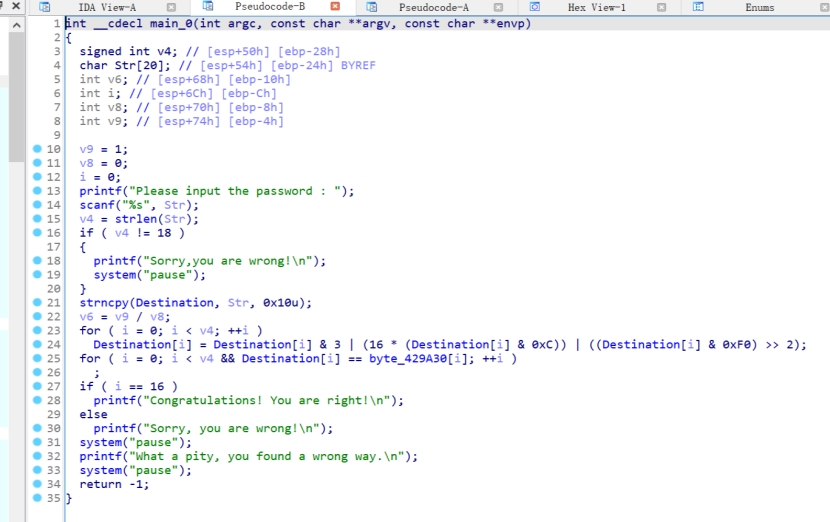 IDA View-A Pseudocode-B Pseudocode-A Hex View-1 Enums
1 int __cdecl main_0(int argc, const char **argv, const char **envp)
2 {
3   signed int v4; // [esp+50h] [ebp-28h]
4   char Str[20]; // [esp+54h] [ebp-24h] BYREF
5   int v6; // [esp+68h] [ebp-10h]
6   int i; // [esp+6Ch] [ebp-Ch]
7   int v8; // [esp+70h] [ebp-8h]
8   int v9; // [esp+74h] [ebp-4h]
9
10   v9 = 1;
11   v8 = 0;
12   i = 0;
13   printf("Please input the password : ");
14   scanf("%s", Str);
15   v4 = strlen(Str);
16   if ( v4 != 18 )
17   {
18     printf("Sorry,you are wrong!\n");
19     system("pause");
20   }
21   strncpy(Destination, Str, 0x10u);
22   v6 = v9 / v8;
23   for ( i = 0; i < v4; ++i )
24     Destination[i] = Destination[i] & 3 | (16 * (Destination[i] & 0xC)) | ((Destination[i] & 0xF0) >> 2);
25   for ( i = 0; i < v4 && Destination[i] == byte_429A30[i]; ++i )
26     ;
27   if ( i == 16 )
28     printf("Congratulations! You are right!\n");
29   else
30     printf("Sorry, you are wrong!\n");
31   system("pause");
32   printf("What a pity, you found a wrong way.\n");
33   system("pause");
34   return -1;
35 }